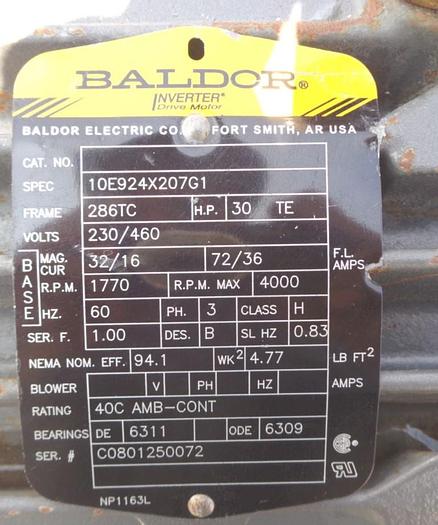 BALDOR®
INVERTER®
Drive Motor
BALDOR ELECTRIC CO. FORT SMITH, AR USA
CAT. NO.
SPEC 10E924X207G1
FRAME 286TC H.P. 30 TE
VOLTS 230/460
BASE
MAG. CUR 32/16 72/36 F.L. AMPS
R.P.M. 1770 R.P.M. MAX 4000
HZ. 60 PH. 3 CLASS H
SER. F. 1.00 DES. B SL HZ 0.83
NEMA NOM. EFF. 94.1 WK² 4.77 LB FT²
BLOWER V PH HZ AMPS
RATING 40C AMB-CONT
BEARINGS DE 6311 ODE 6309
SER. # C0801250072
NP1163L